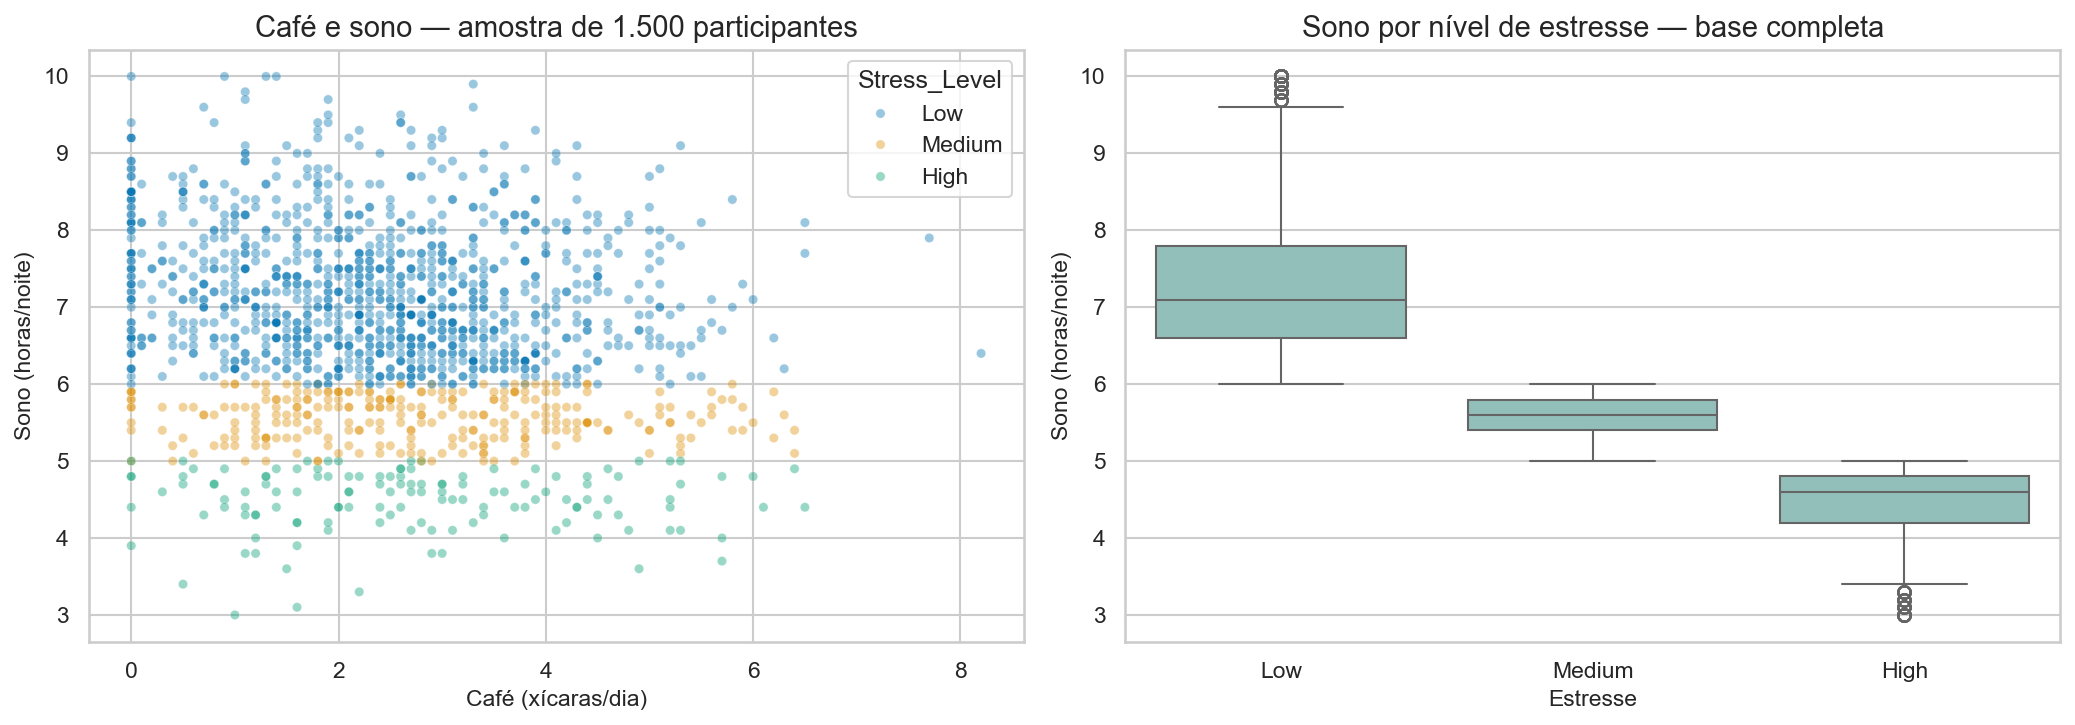 Café e sono — amostra de 1.500 participantes
10
9
8
7
6
5
4
3
Sono (horas/noite)
0
2
4
6
8
Café (xícaras/dia)
Stress_Level
Low
Medium
High
Sono por nível de estresse — base completa
10
9
8
7
6
5
4
3
Sono (horas/noite)
Low
Medium
High
Estresse